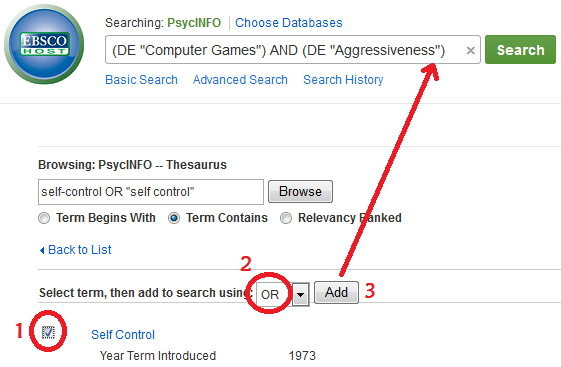 Searching: PsycINFO | Choose Databases
EBSCO
HOST
(DE "Computer Games") AND (DE "Aggressiveness") ×
Search
Basic Search Advanced Search Search History
Browsing: PsycINFO -- Thesaurus
self-control OR "self control" Browse
Term Begins With Term Contains Relevancy Ranked
Back to List
2
Select term, then add to search using: OR Add 3
1 Self Control
Year Term Introduced 1973